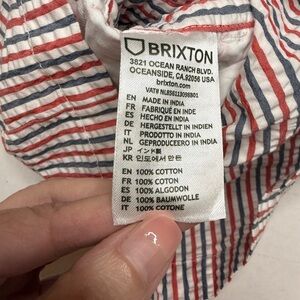 BRIXTON
3821 OCEAN RANCH BLVD.
OCEANSIDE, CA,92056 USA
brixton.com
VAT# NL856113098B01
EN MADE IN INDIA
FR FABRIQUÉ EN INDE
ES HECHO EN INDIA
DE HERGESTELLT IN INDIEN
IT PRODOTTO IN INDIA
NL GEPRODUCEERD IN INDIA
JP インド製
KR 인도에서 만든
EN 100% COTTON
FR 100% COTON
ES 100% ALGODON
DE 100% BAUMWOLLE
IT 100% COTONE